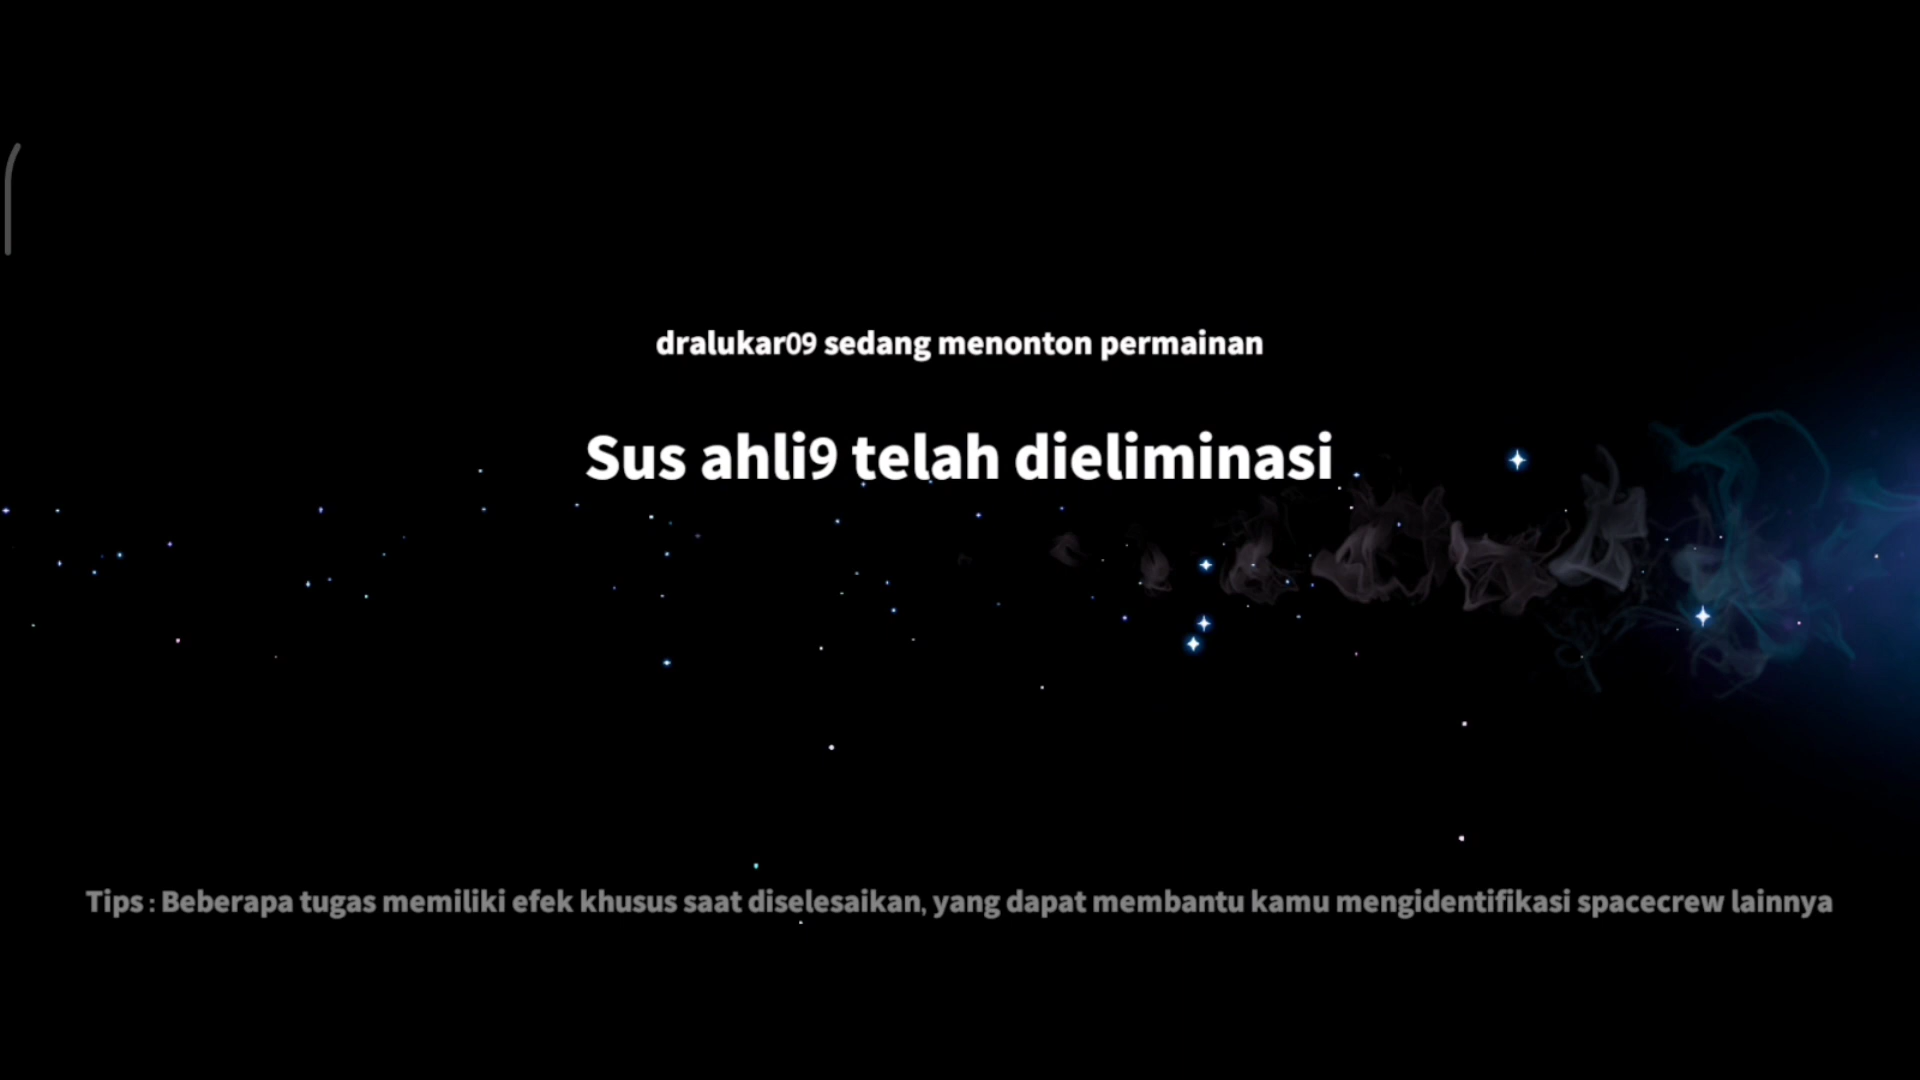 dralukar09 sedang menonton permainan
Sus ahli9 telah dieliminasi
Tips : Beberapa tugas memiliki efek khusus saat diselesaikan, yang dapat membantu kamu mengidentifikasi spacecrew lainnya